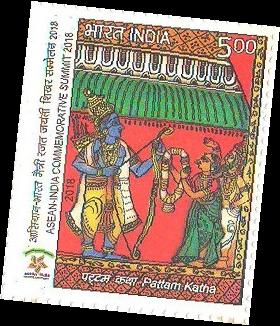 भारत INDIA
5.00
आसियान-भारत मैत्री रजत जयंती शिखर सम्मेलन 2018
ASEAN-INDIA COMMEMORATIVE SUMMIT 2018
2018
पट्टम कथा Pattam Katha